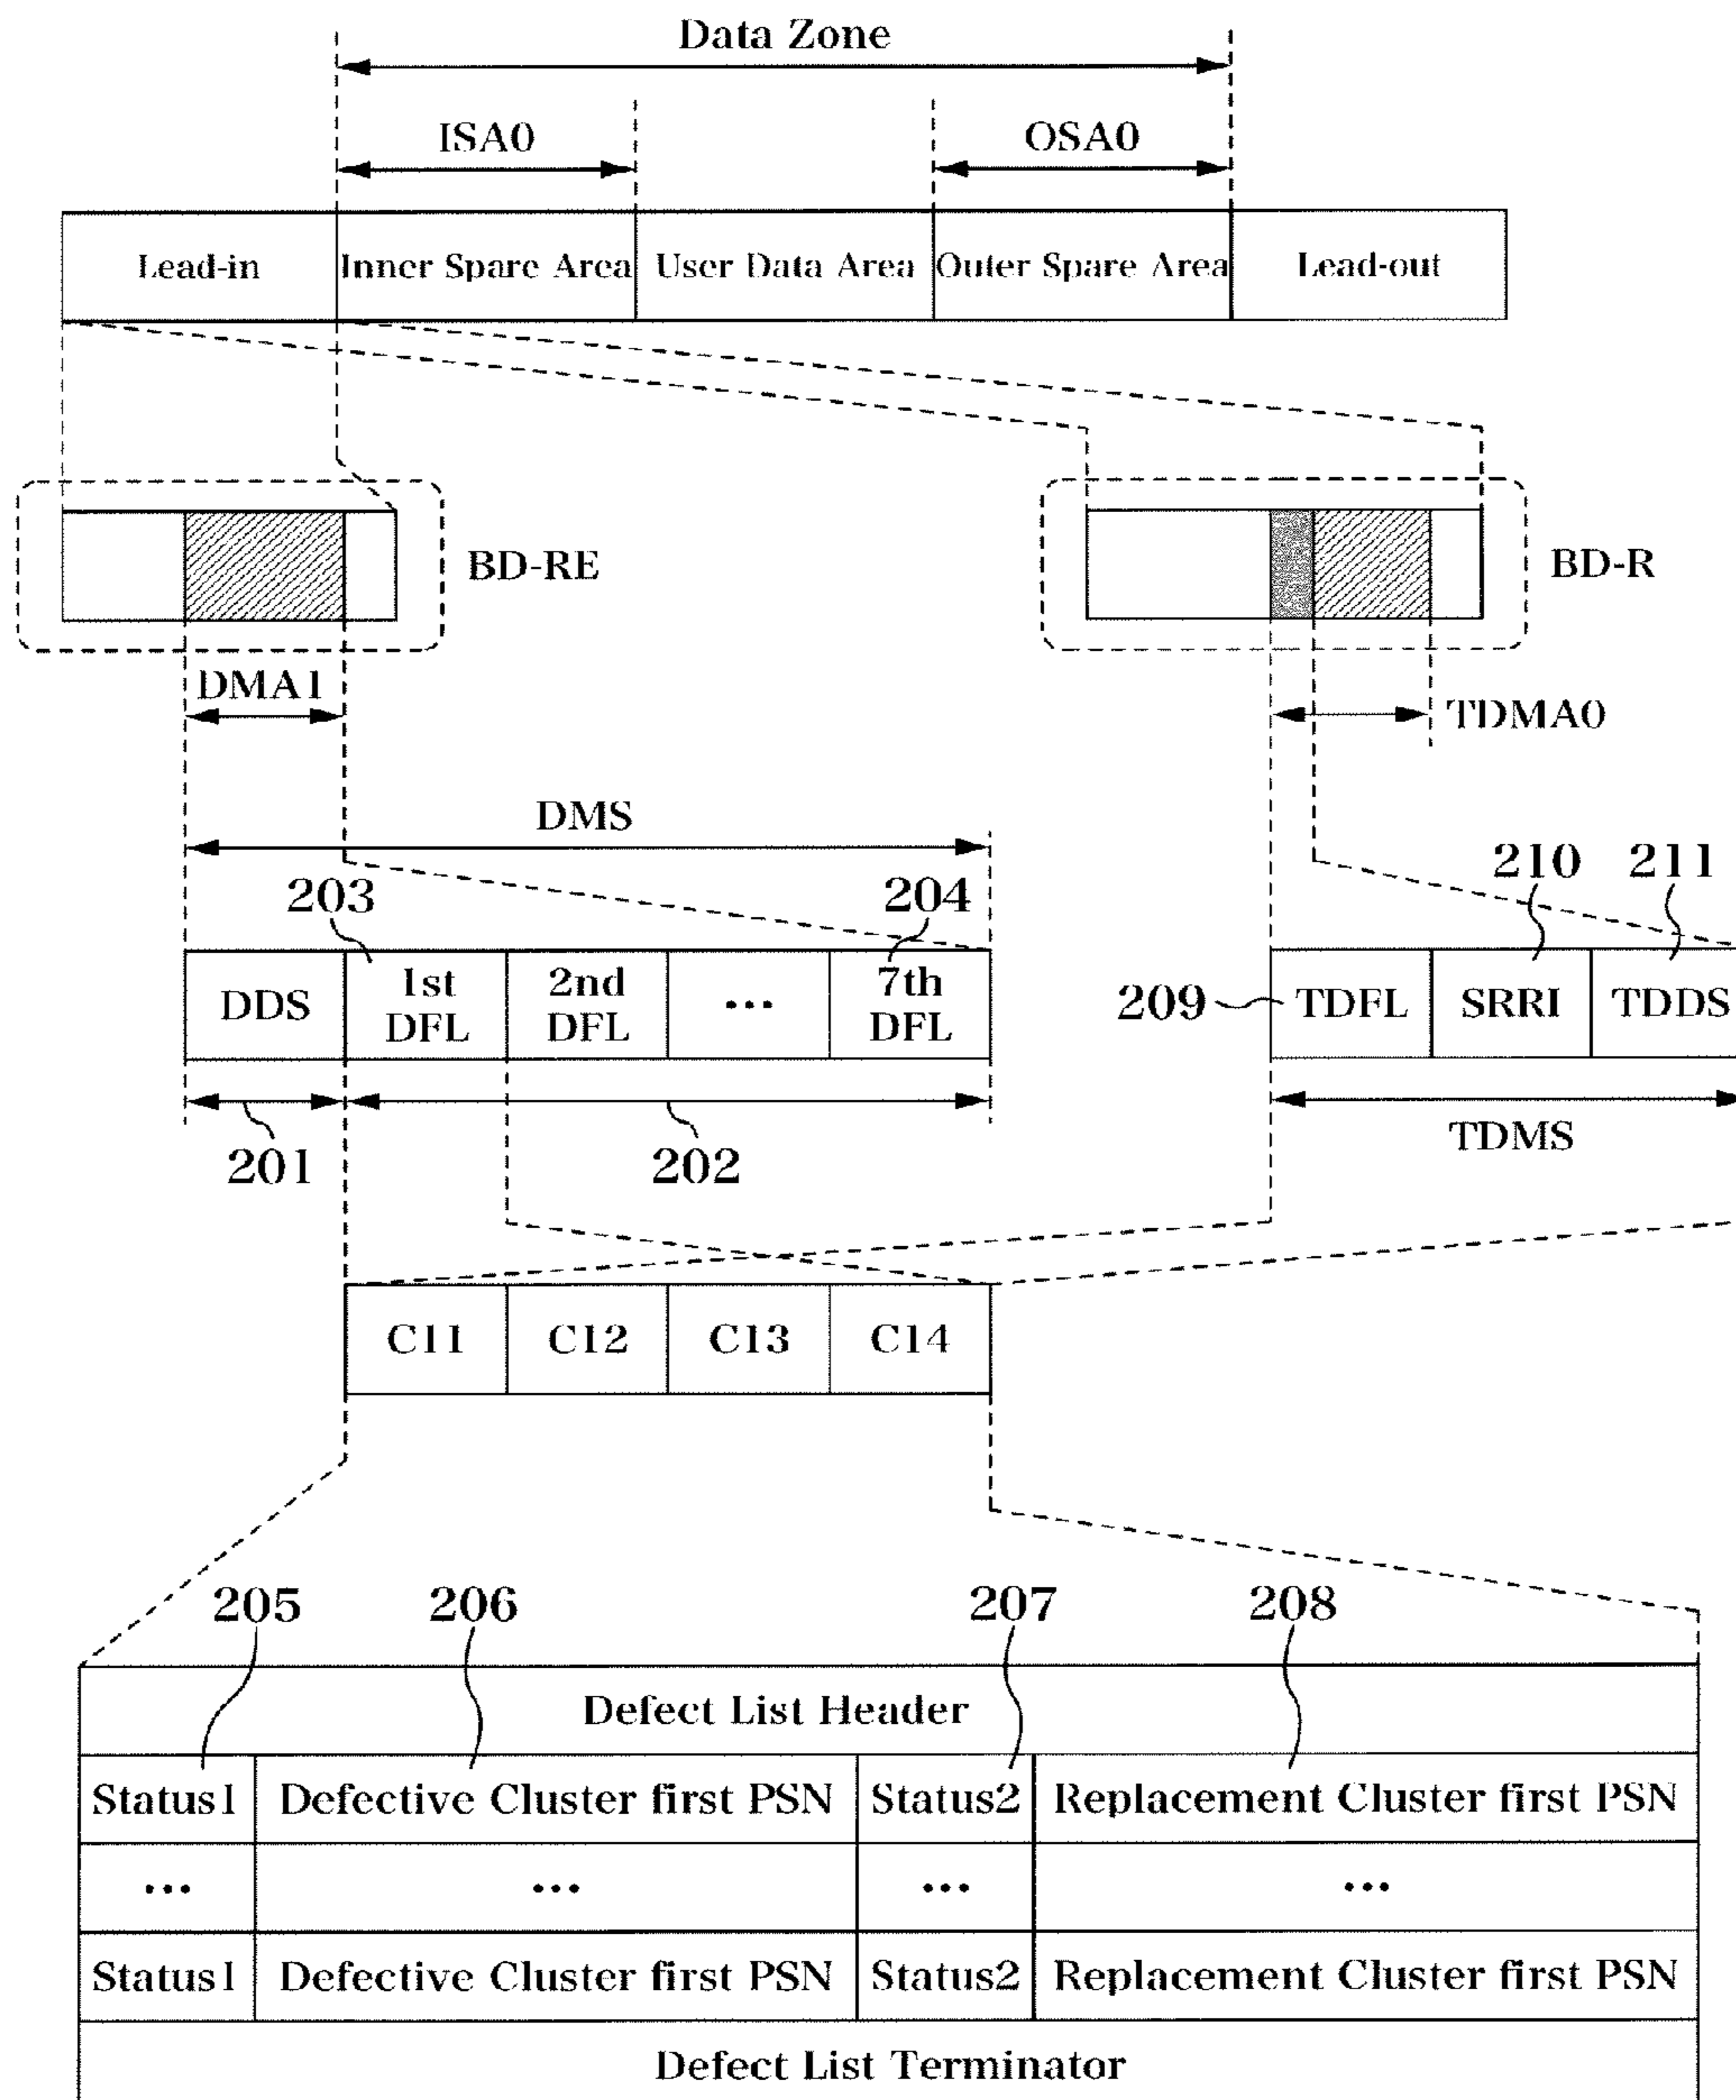 Data Zone
ISA0
OSA0
Lead-in
Inner Spare Area
User Data Area
Outer Spare Area
Lead-out
BD-RE
BD-R
DMA1
TDMA0
DMS
203
204
210
211
DDS
1st
DFL
2nd
DFL
...
7th
DFL
209
TDFL
SRRI
TDDS
201
202
TDMS
C11
C12
C13
C14
205
206
207
208
Defect List Header
Status1
Defective Cluster first PSN
Status2
Replacement Cluster first PSN
...
...
...
...
Status1
Defective Cluster first PSN
Status2
Replacement Cluster first PSN
Defect List Terminator